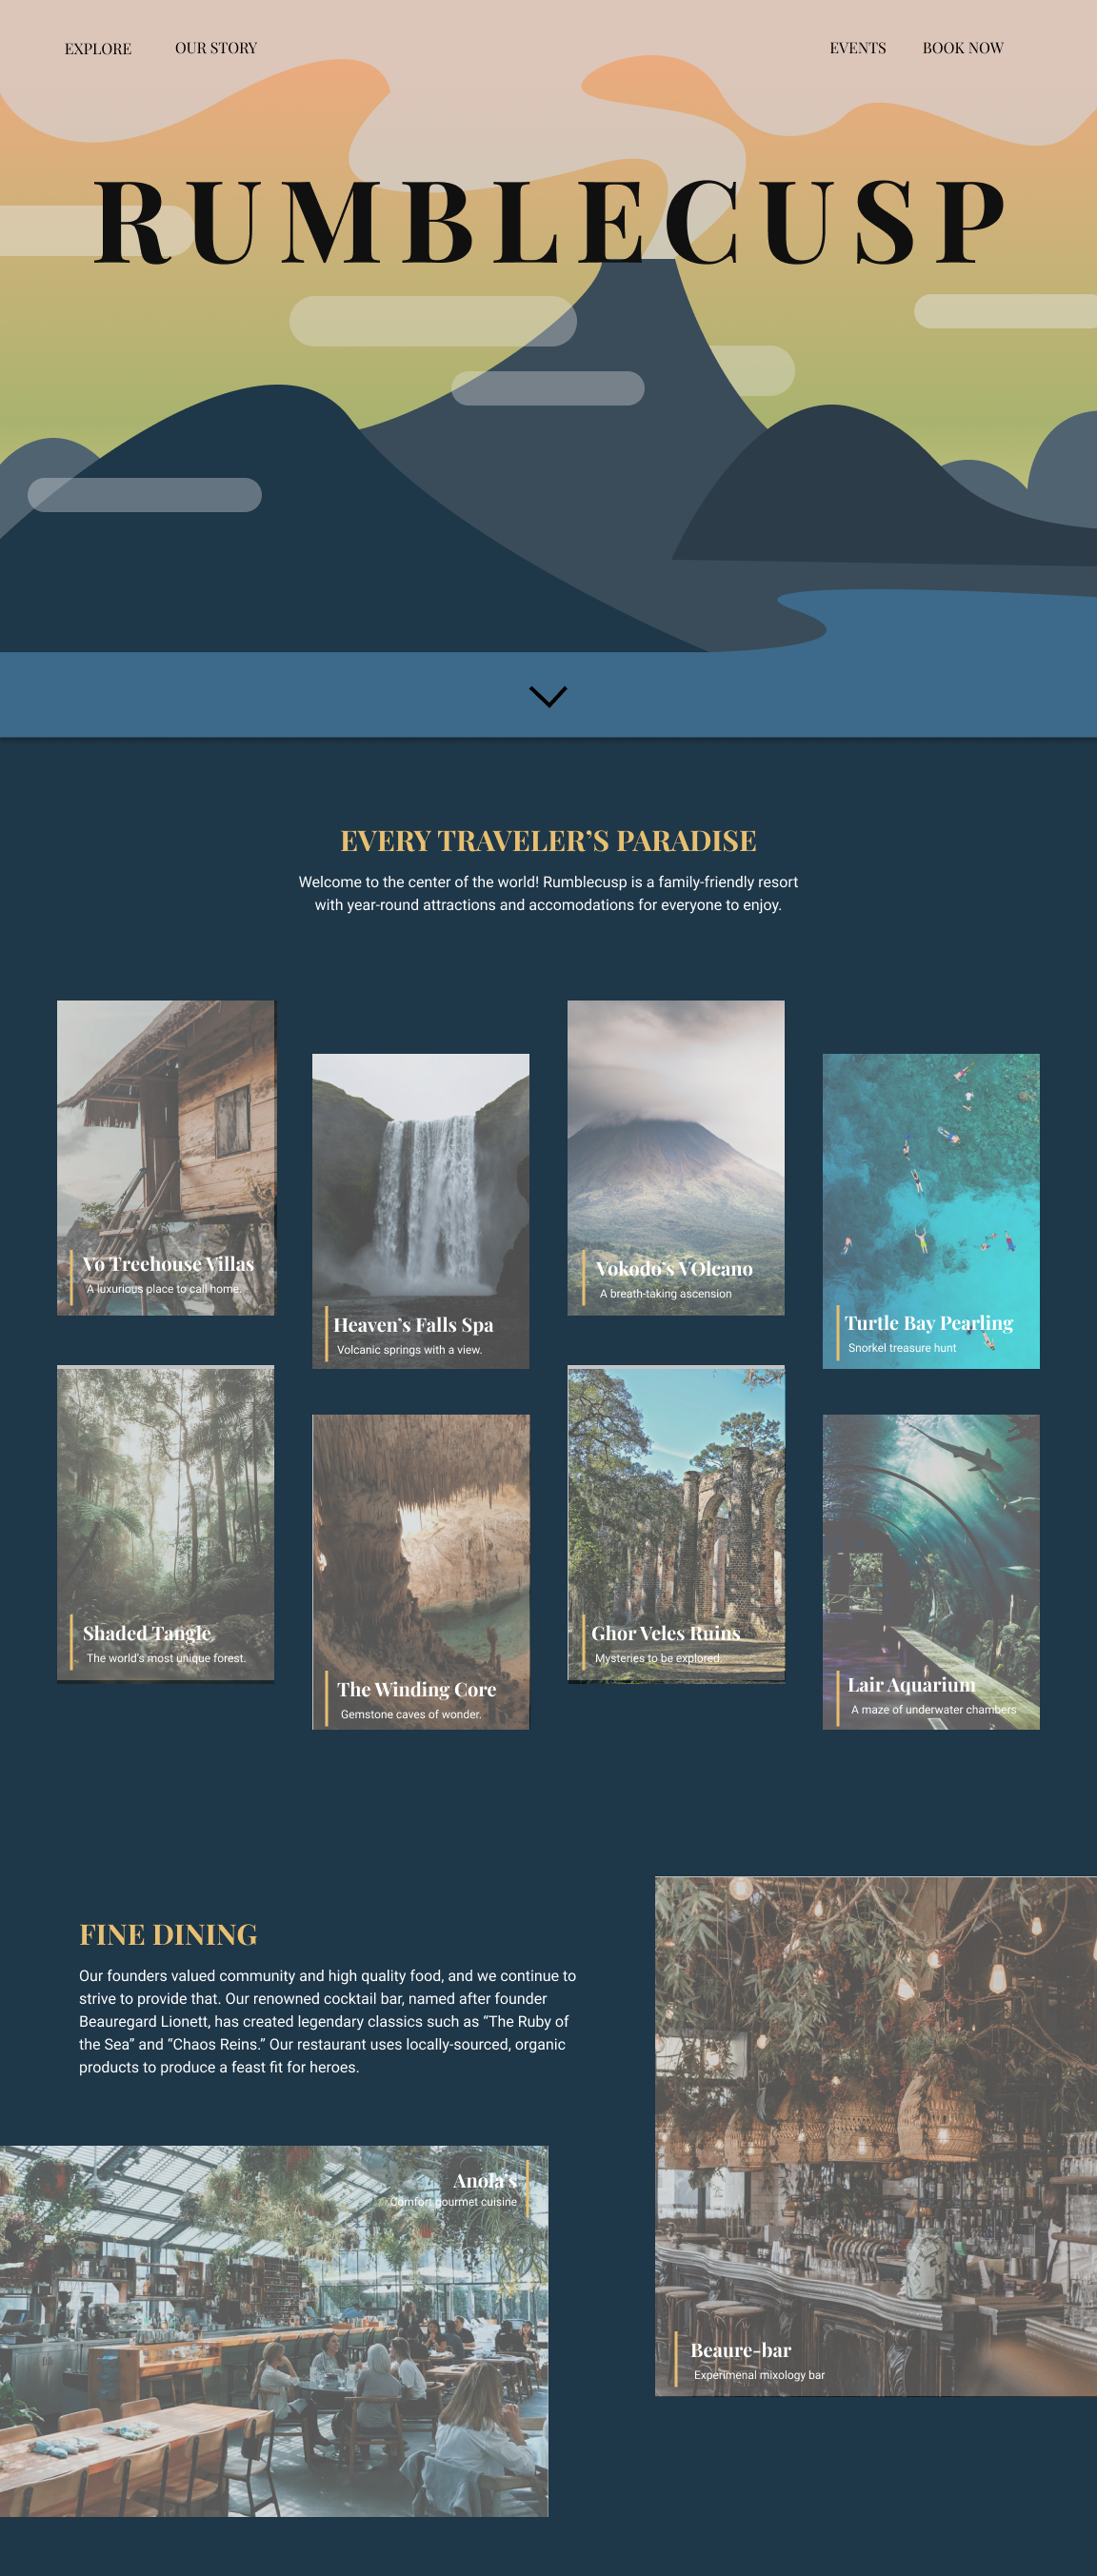 EXPLORE
OUR STORY
EVENTS
BOOK NOW
RUMBLECUSP
EVERY TRAVELER’S PARADISE
Welcome to the center of the world! Rumblecusp is a family-friendly resort
with year-round attractions and accomodations for everyone to enjoy.
Vo Treehouse Villas
A luxurious place to call home.
Heaven’s Falls Spa
Volcanic springs with a view.
Vokodo’s VOlcano
A breath-taking ascension
Turtle Bay Pearling
Snorkel treasure hunt
Shaded Tangle
The world’s most unique forest.
The Winding Core
Gemstone caves of wonder.
Ghor Veles Ruins
Mysteries to be explored.
Lair Aquarium
A maze of underwater chambers
FINE DINING
Our founders valued community and high quality food, and we continue to
strive to provide that. Our renowned cocktail bar, named after founder
Beauregard Lionett, has created legendary classics such as “The Ruby of
the Sea” and “Chaos Reins.” Our restaurant uses locally-sourced, organic
products to produce a feast fit for heroes.
Anola’s
Comfort gourmet cuisine
Beaure-bar
Experimenal mixology bar